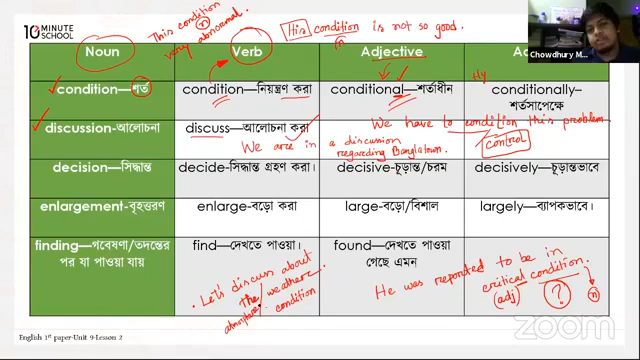 10 MINUTE SCHOOL
This condition (n)
very abnormal.
His condition is not so good.
(n)
Chowdhury M...
Noun Verb Adjective
condition—শর্ত condition—নিয়ন্ত্রণ করা conditional—শর্তাধীন conditionally—শর্তসাপেক্ষে
discussion-আলোচনা discuss—আলোচনা করা
We have to condition this problem
control
We are in a discussion
regarding Banglatown.
decision—সিদ্ধান্ত decide-সিদ্ধান্ত গ্রহণ করা। decisive-চূড়ান্ত/চরম decisively—চূড়ান্তভাবে
enlargement-বৃহত্তরণ enlarge-বড়ো করা large-বড়ো/বিশাল largely—ব্যাপকভাবে।
finding—গবেষণা/তদন্তের পর যা পাওয়া যায় find—দেখতে পাওয়া। found—দেখতে পাওয়া গেছে এমন
Let's discuss about
the weather
atmosphere/ condition
He was reported to be in
critical condition.
(adj) ? (n)
English 1st paper-Unit 9-Lesson 2
zoom